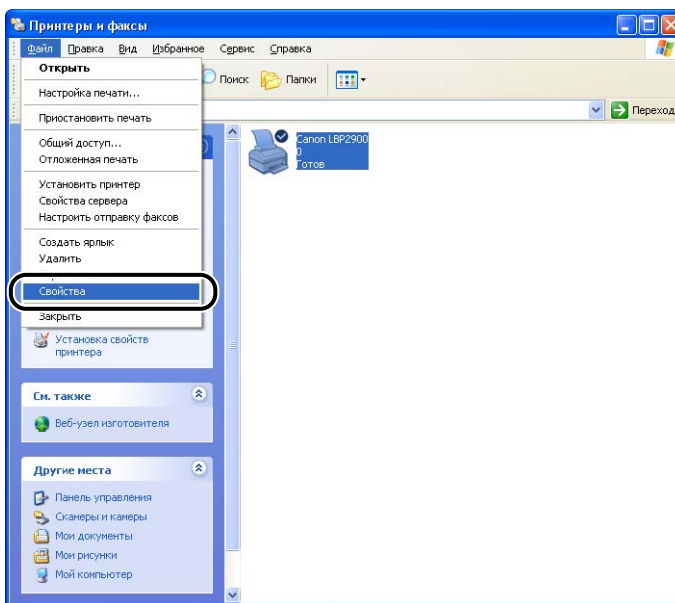 Принтеры и факсы
Файл Правка Вид Избранное Сервис Справка
Поиск Папки
Переход
Открыть
Настройка печати...
Приостановить печать
Общий доступ...
Отложенная печать
Установить принтер
Свойства сервера
Настроить отправку факсов
Создать ярлык
Удалить
Свойства
Закрыть
Canon LBP2900
0
Готов
Установка свойств
принтера
См. также
Веб-узел изготовителя
Другие места
Панель управления
Сканеры и камеры
Мои документы
Мои рисунки
Мой компьютер